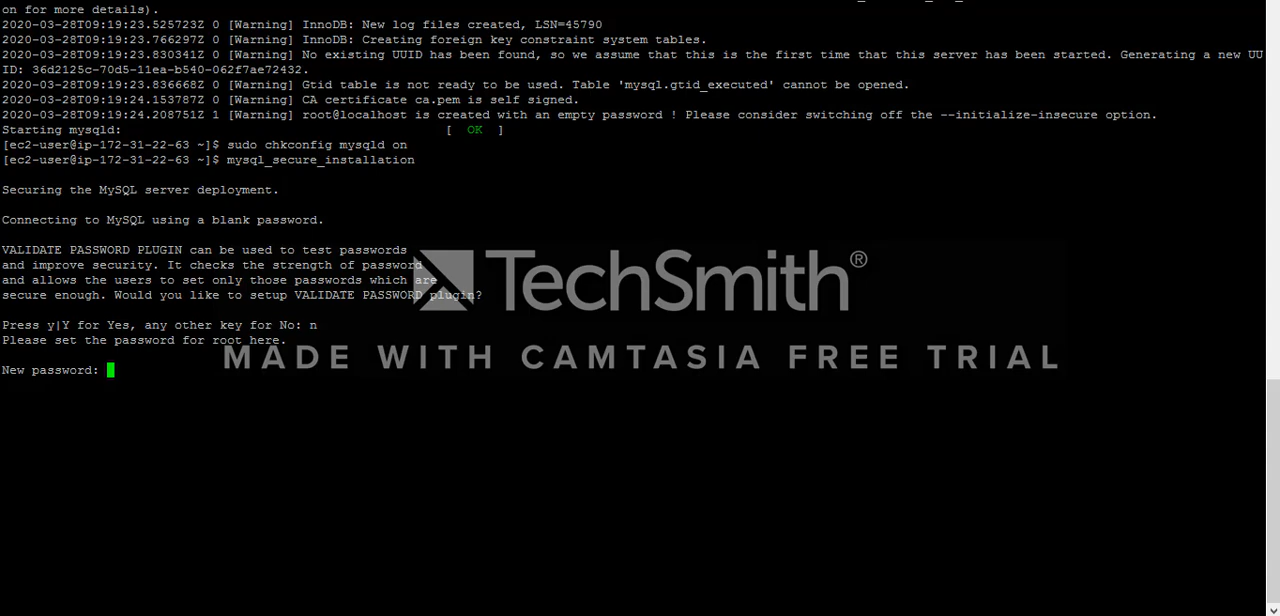 on for more details).
2020-03-28T09:19:23.525723Z 0 [Warning] InnoDB: New log files created, LSN=45790
2020-03-28T09:19:23.766297Z 0 [Warning] InnoDB: Creating foreign key constraint system tables.
2020-03-28T09:19:23.830341Z 0 [Warning] No existing UUID has been found, so we assume that this is the first time that this server has been started. Generating a new UU
ID: 36d2125c-70d5-11ea-b540-062f7ae72432.
2020-03-28T09:19:23.836668Z 0 [Warning] Gtid table is not ready to be used. Table 'mysql.gtid_executed' cannot be opened.
2020-03-28T09:19:24.153787Z 0 [Warning] CA certificate ca.pem is self signed.
2020-03-28T09:19:24.208751Z 1 [Warning] root@localhost is created with an empty password ! Please consider switching off the --initialize-insecure option.
Starting mysqld: [ OK ]
[ec2-user@ip-172-31-22-63 ~]$ sudo chkconfig mysqld on
[ec2-user@ip-172-31-22-63 ~]$ mysql_secure_installation
Securing the MySQL server deployment.
Connecting to MySQL using a blank password.
VALIDATE PASSWORD PLUGIN can be used to test passwords
and improve security. It checks the strength of password
and allows the users to set only those passwords which are
secure enough. Would you like to setup VALIDATE PASSWORD plugin?
TechSmith®
Press y|Y for Yes, any other key for No: n
Please set the password for root here.
MADE WITH CAMTASIA FREE TRIAL
New password: